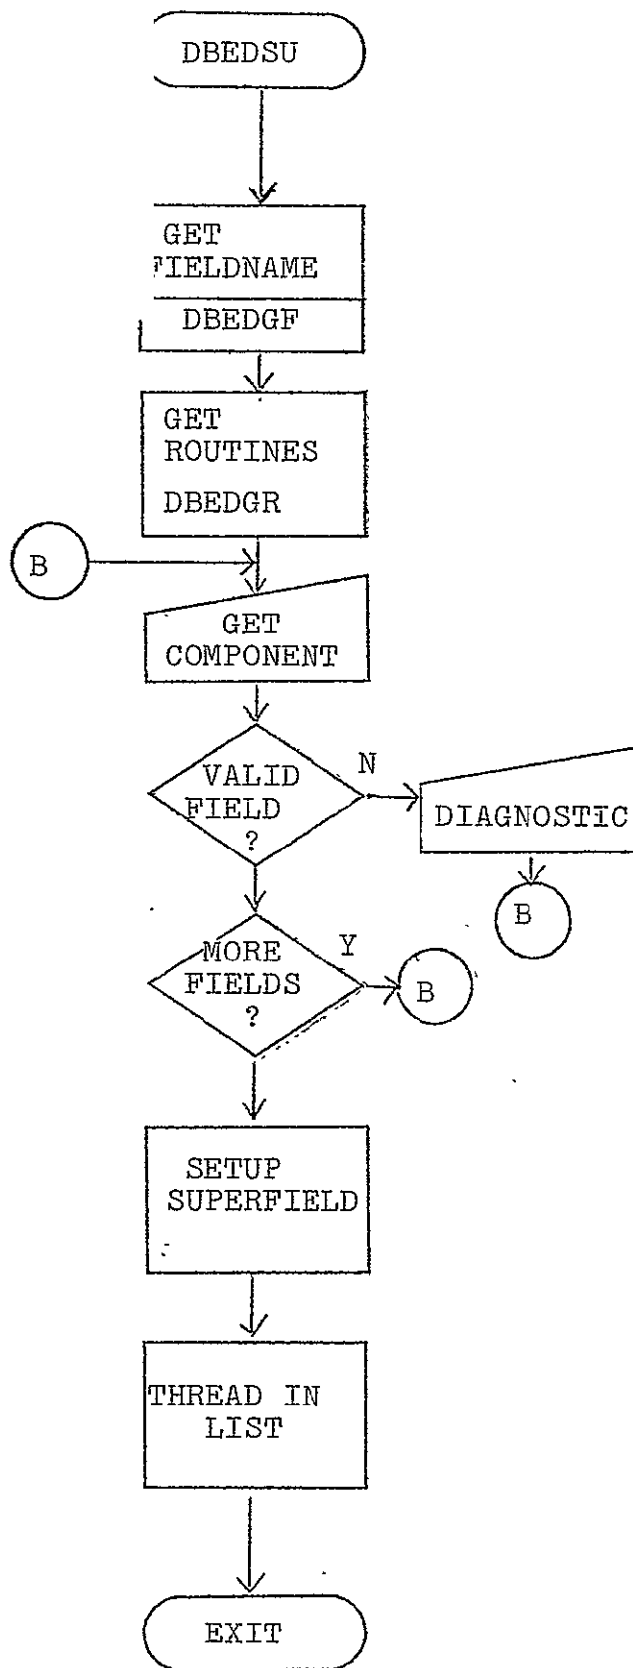 DBEDSU
GET
FIELDNAME
DBEDGF
GET
ROUTINES
DBEDGR
B
GET
COMPONENT
VALID
FIELD
?
N
DIAGNOSTIC
B
MORE
FIELDS
?
Y
B
SETUP
SUPERFIELD
THREAD IN
LIST
EXIT